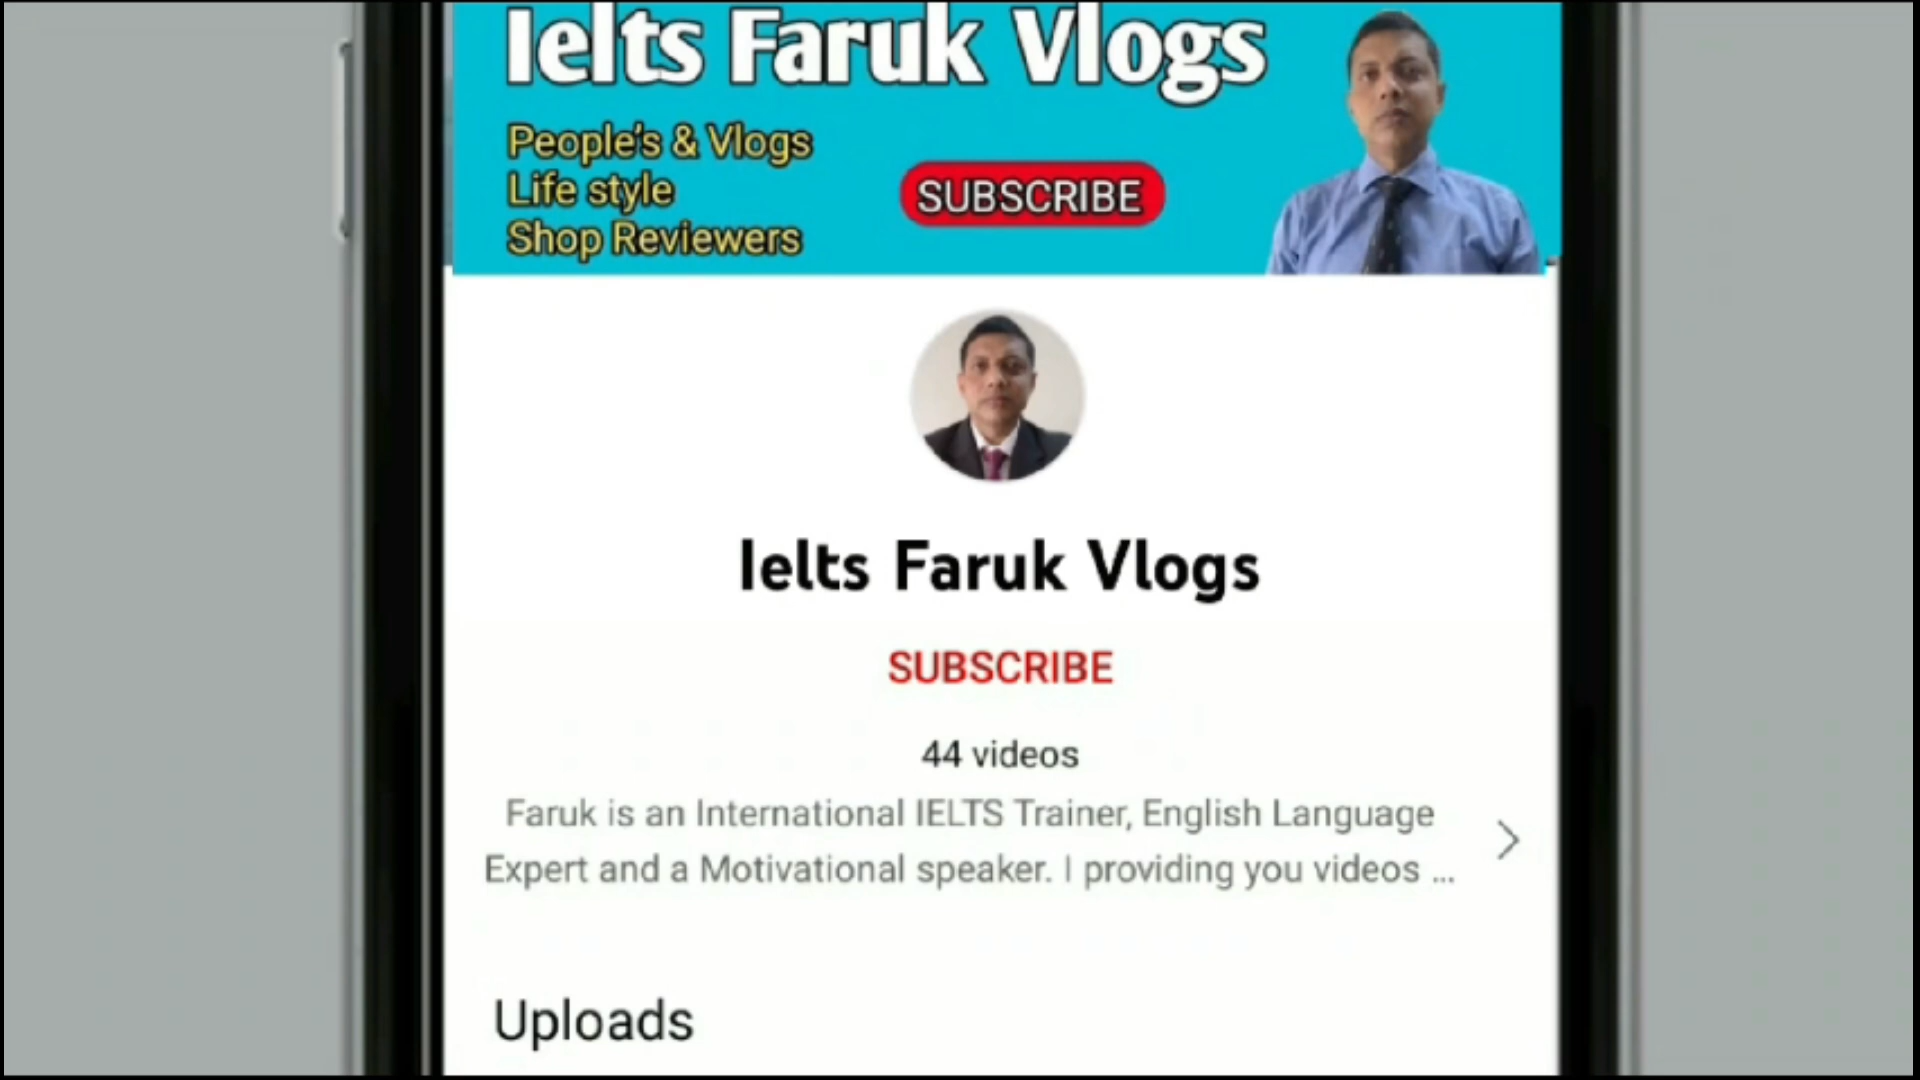 Ielts Faruk Vlogs
People's & Vlogs
Life style
Shop Reviewers
SUBSCRIBE
Ielts Faruk Vlogs
SUBSCRIBE
44 videos
Faruk is an International IELTS Trainer, English Language
Expert and a Motivational speaker. I providing you videos ...
Uploads